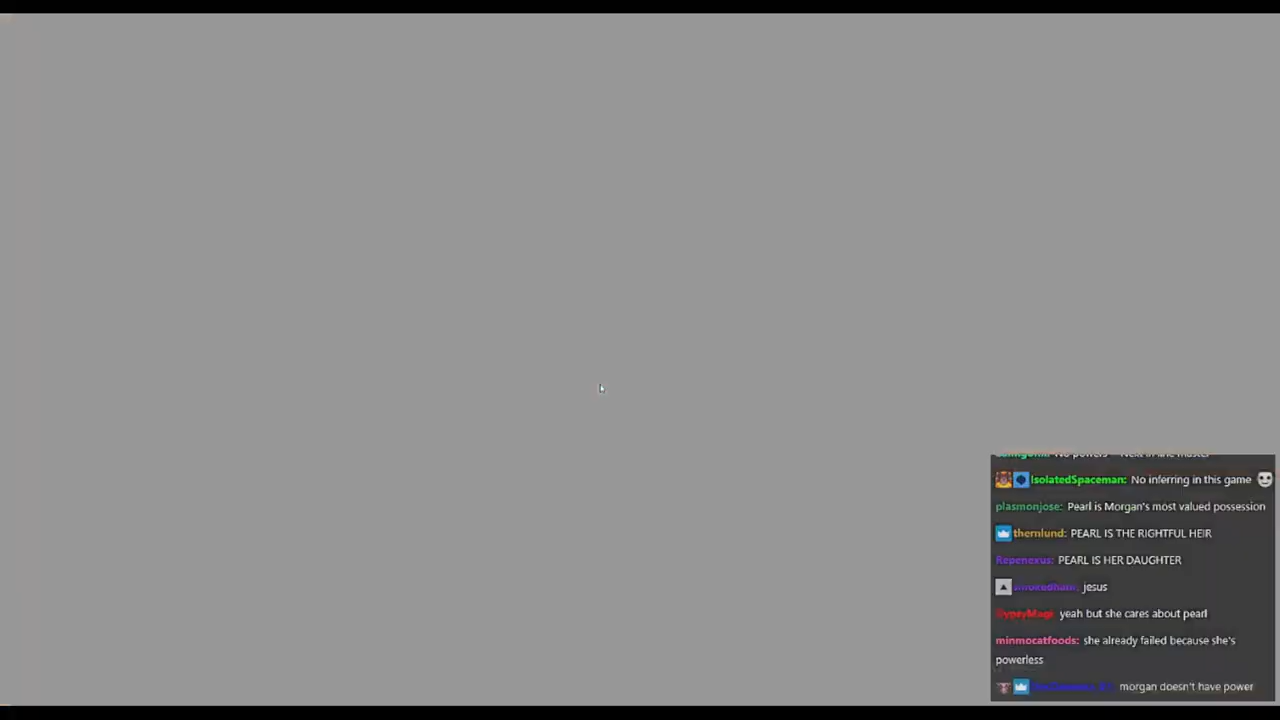 IsolatedSpaceman: No inferring in this game
plasmonjose: Pearl is Morgan's most valued possession
thernlund: PEARL IS THE RIGHTFUL HEIR
Repenexus: PEARL IS HER DAUGHTER
jesus
GypsyMagi: yeah but she cares about pearl
minmocatfoods: she already failed because she's
powerless
morgan doesn't have power